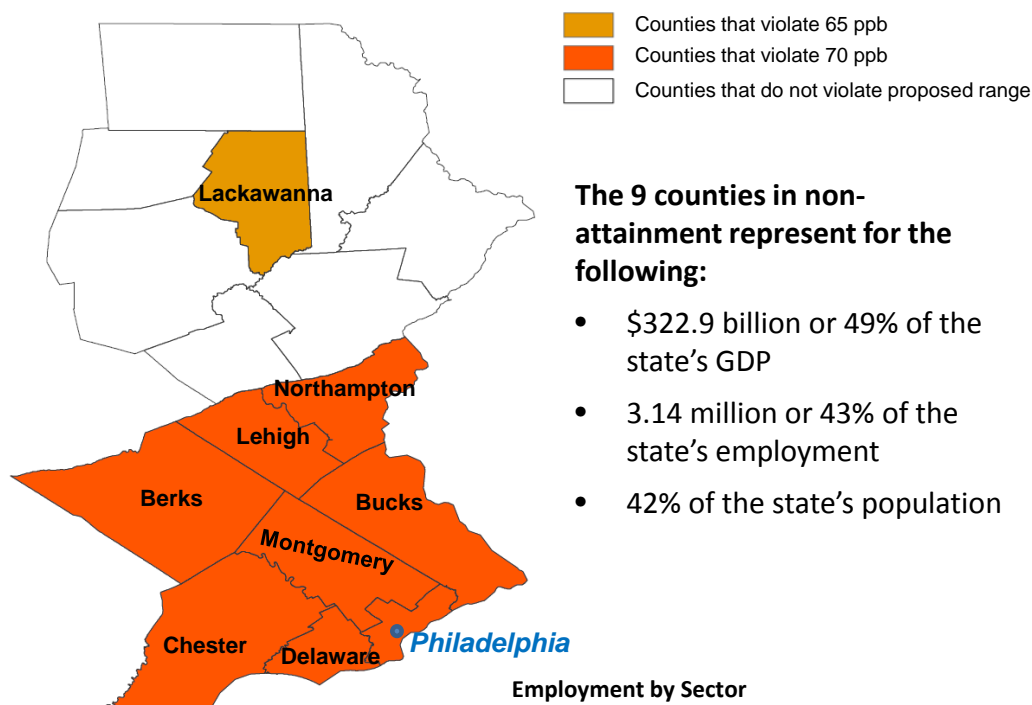 Counties that violate 65 ppb
Counties that violate 70 ppb
Counties that do not violate proposed range
Lackawanna
The 9 counties in non-
attainment represent for the
following:
• $322.9 billion or 49% of the
state’s GDP
• 3.14 million or 43% of the
state’s employment
• 42% of the state’s population
Northampton
Lehigh
Berks
Bucks
Montgomery
Chester
Delaware
Philadelphia
Employment by Sector